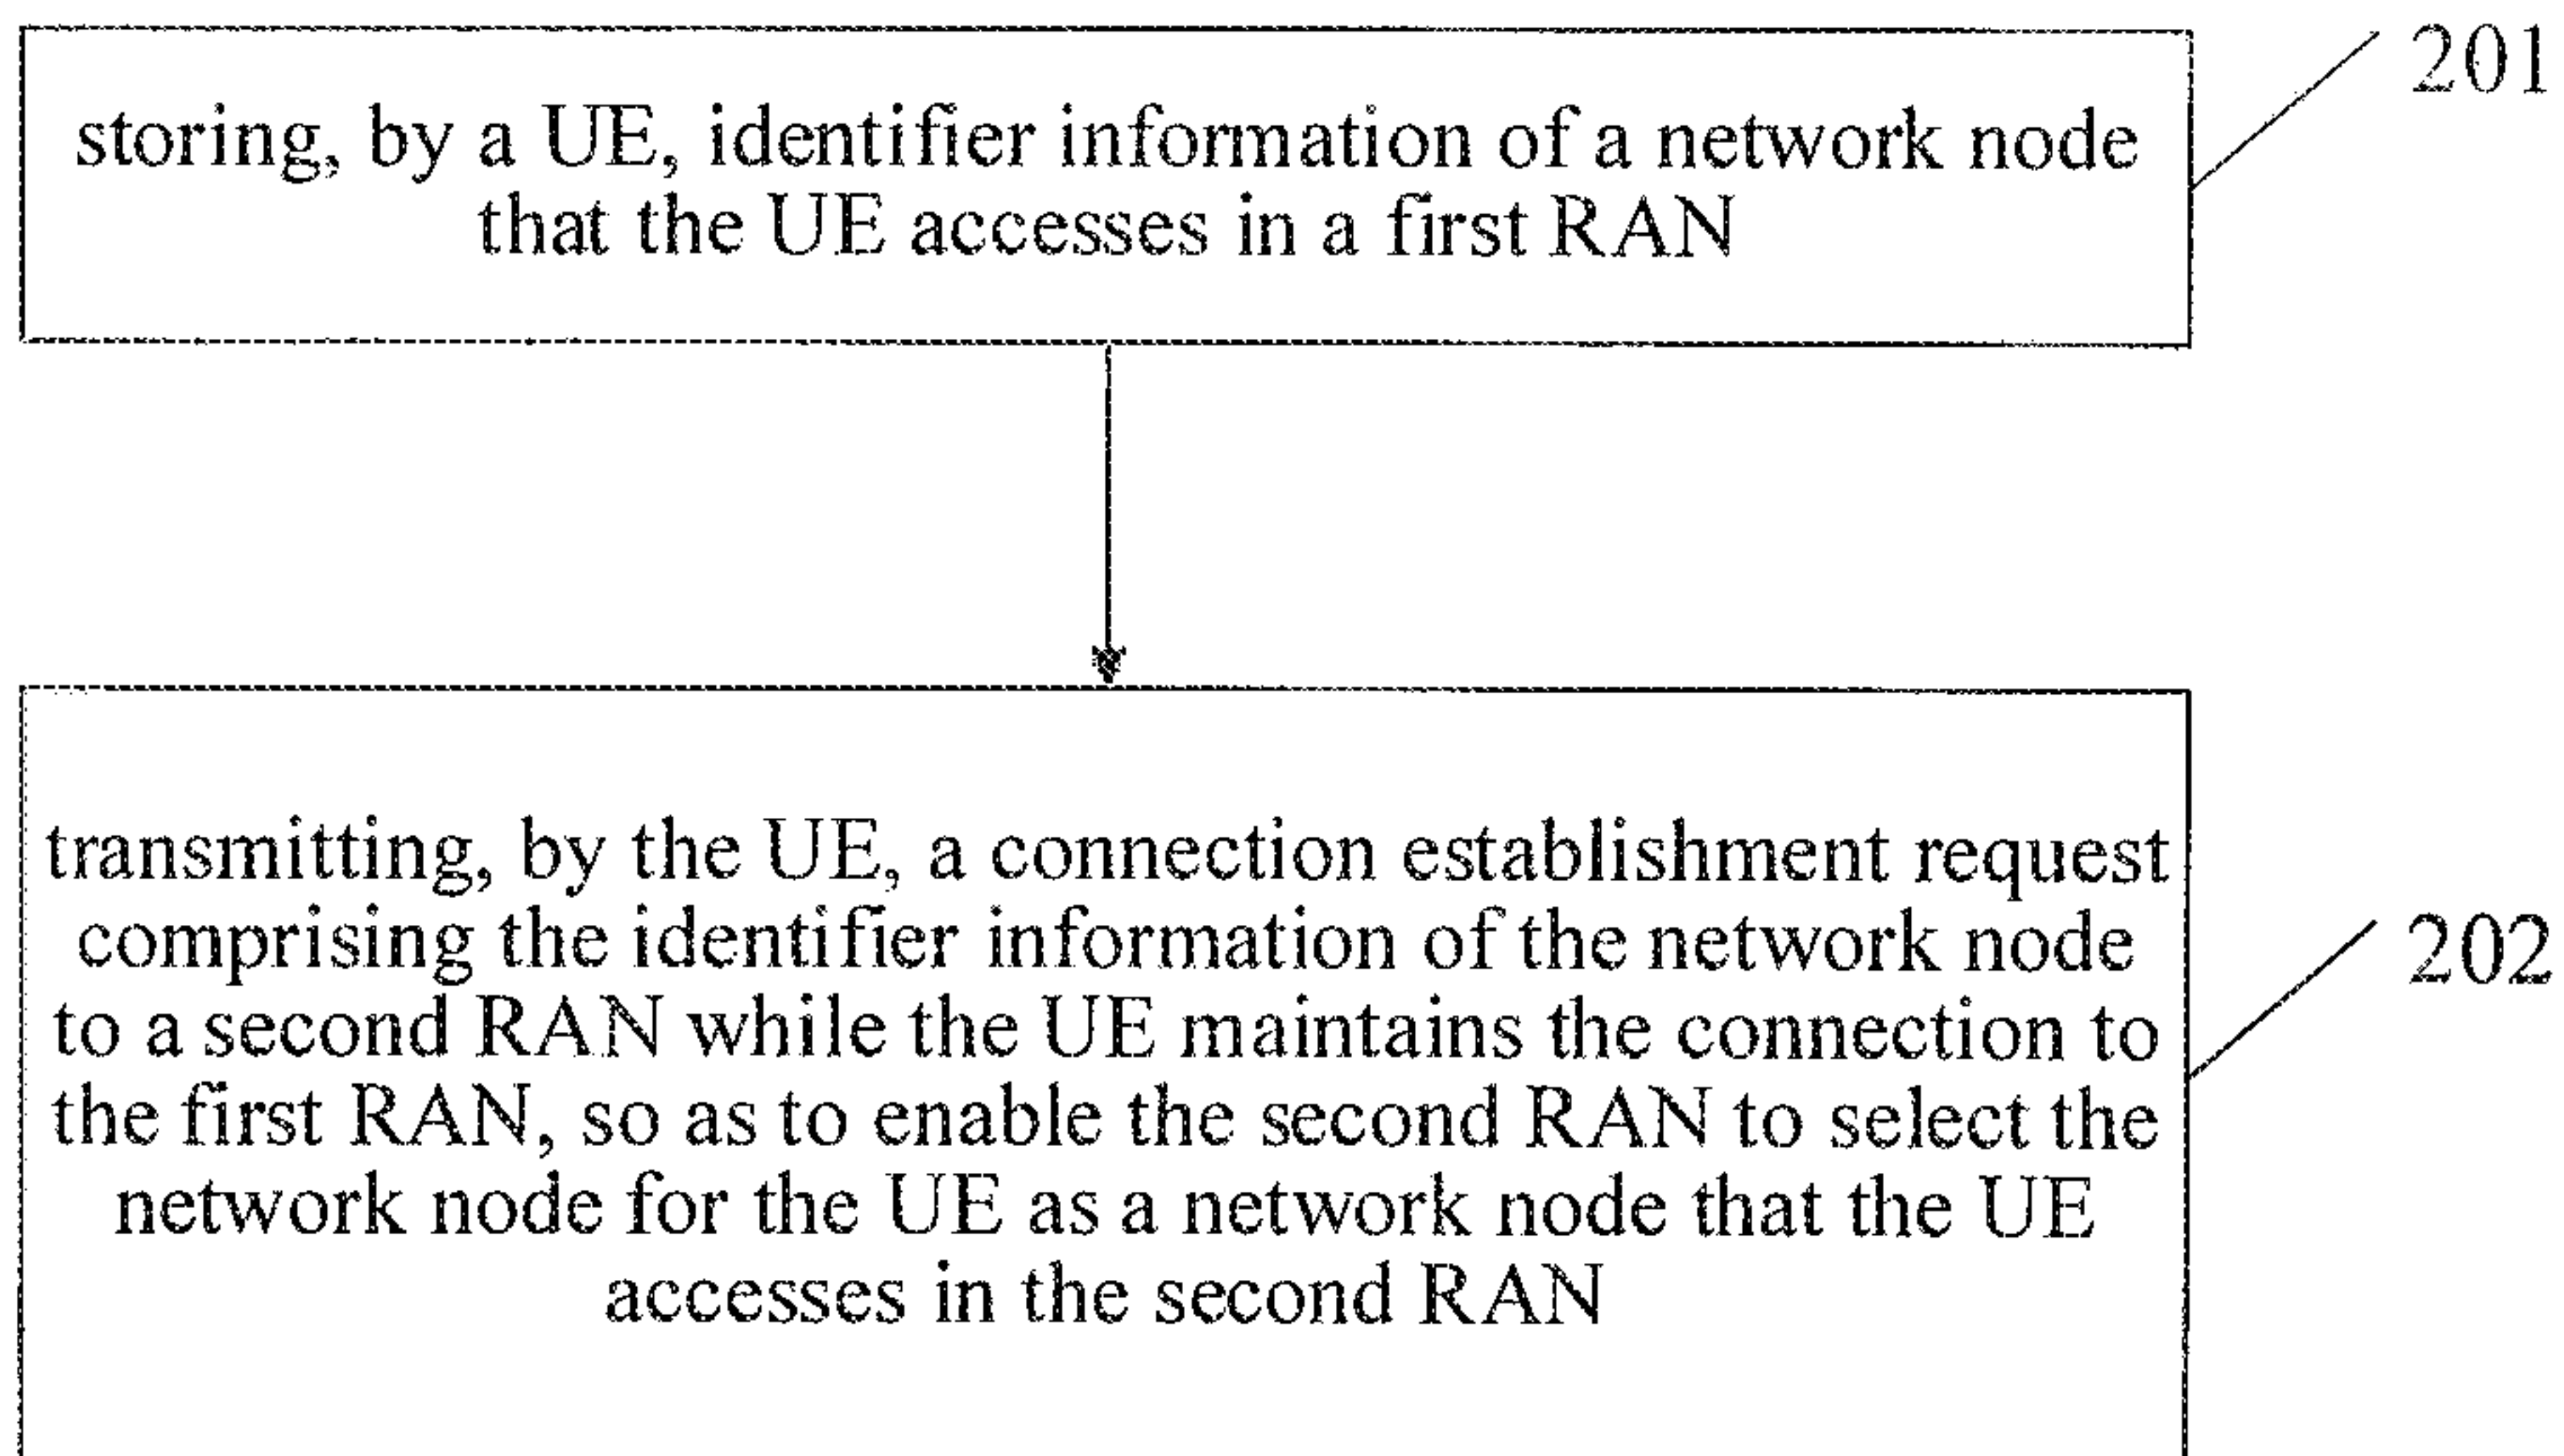 201
storing, by a UE, identifier information of a network node
that the UE accesses in a first RAN
transmitting, by the UE, a connection establishment request
comprising the identifier information of the network node
202
to a second RAN while the UE maintains the connection to
the first RAN, so as to enable the second RAN to select the
network node for the UE as a network node that the UE
accesses in the second RAN